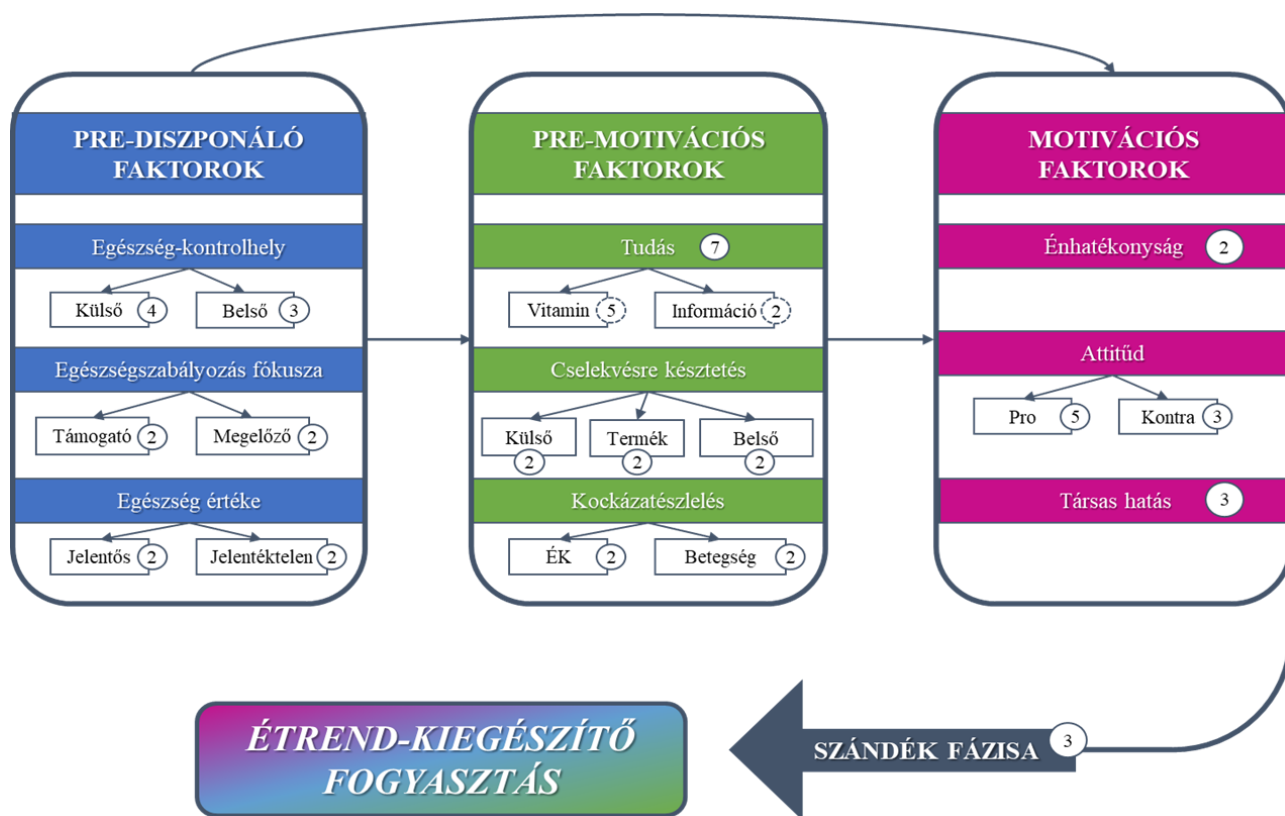 PRE-DISZPONÁLÓ
FAKTOROK
Egészség-kontrolhely
Külső 4
Belső 3
Egészségszabályozás fókusza
Támogató 2
Megelőző 2
Egészség értéke
Jelentős 2
Jelentéktelen 2
PRE-MOTIVÁCIÓS
FAKTOROK
Tudás 7
Vitamin 5
Információ 2
Cselekvésre késztetés
Külső 2
Termék 2
Belső 2
Kockázatészlelés
ÉK 2
Betegség 2
MOTIVÁCIÓS
FAKTOROK
Énhatékonyság 2
Attitűd
Pro 5
Kontra 3
Társas hatás 3
SZÁNDÉK FÁZISA 3
ÉTREND-KIEGÉSZÍTŐ
FOGYASZTÁS